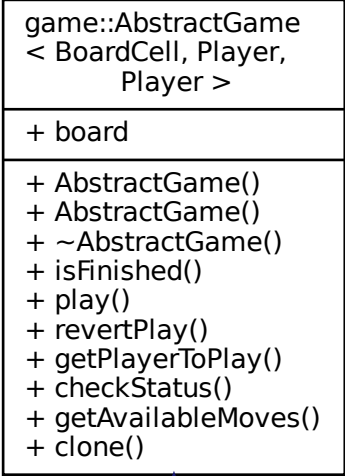 game::AbstractGame
< BoardCell, Player,
Player >
+ board
+ AbstractGame()
+ AbstractGame()
+ ~AbstractGame()
+ isFinished()
+ play()
+ revertPlay()
+ getPlayerToPlay()
+ checkStatus()
+ getAvailableMoves()
+ clone()